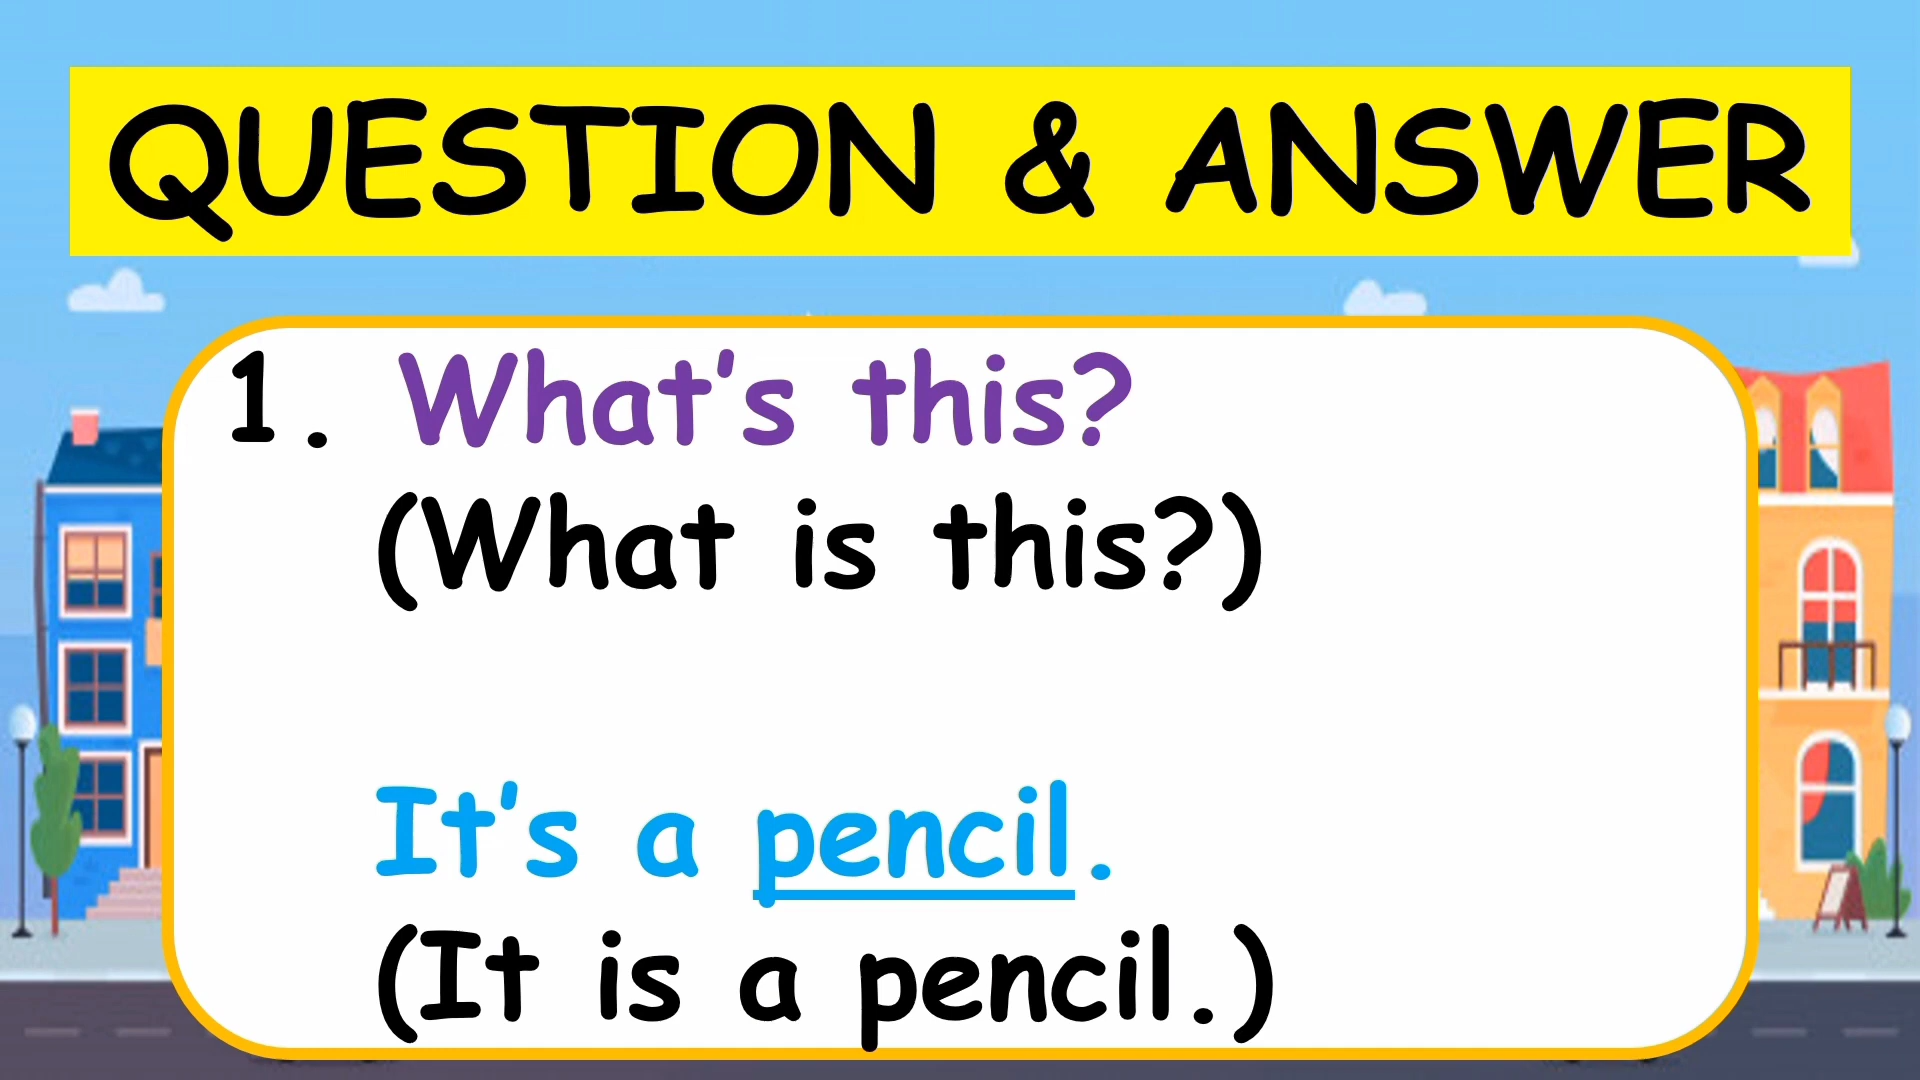 QUESTION & ANSWER
1. What's this?
(What is this?)
It's a pencil.
(It is a pencil.)